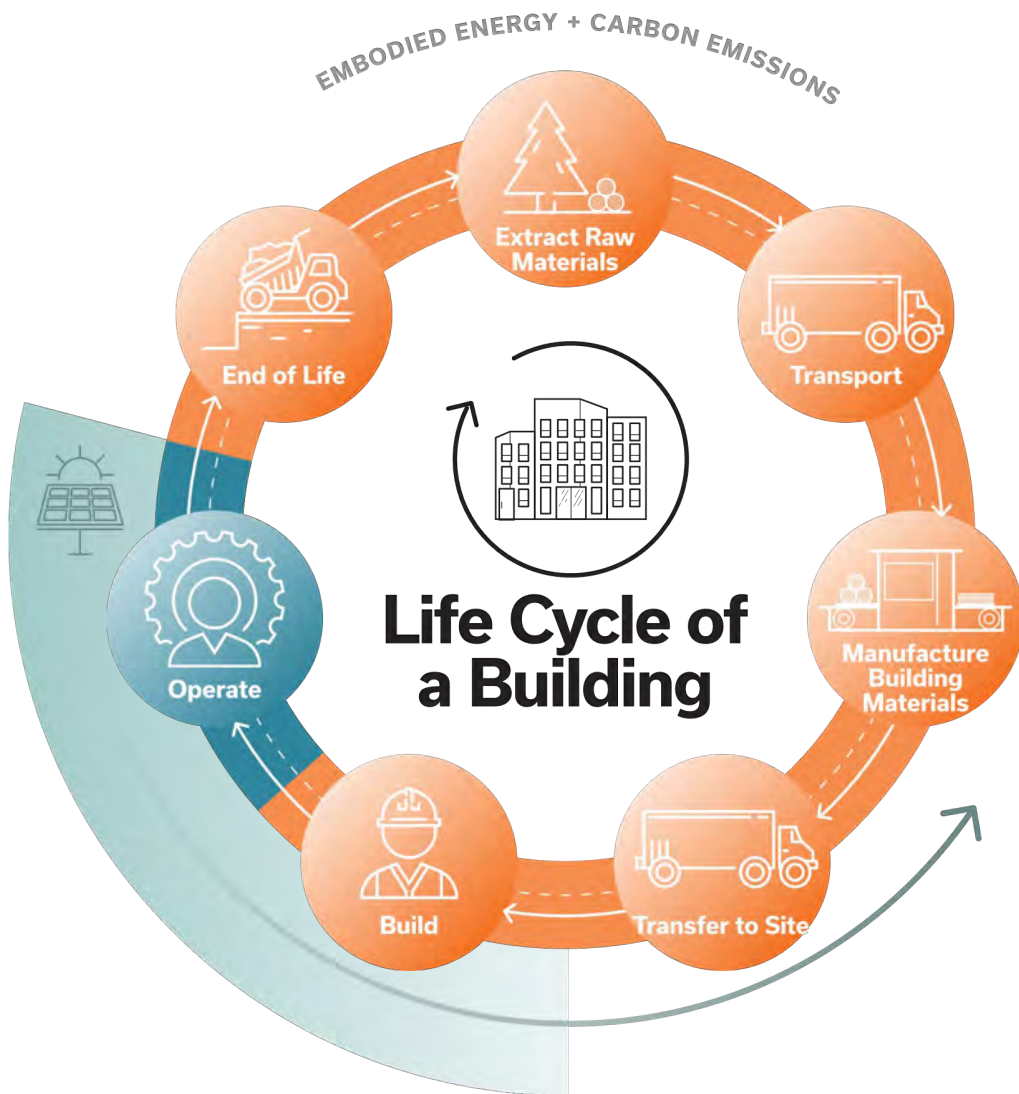 EMBODIED ENERGY + CARBON EMISSIONS
Extract Raw
Materials
Transport
Manufacture
Building
Materials
Transfer to Site
Build
Operate
End of Life
Life Cycle of
a Building